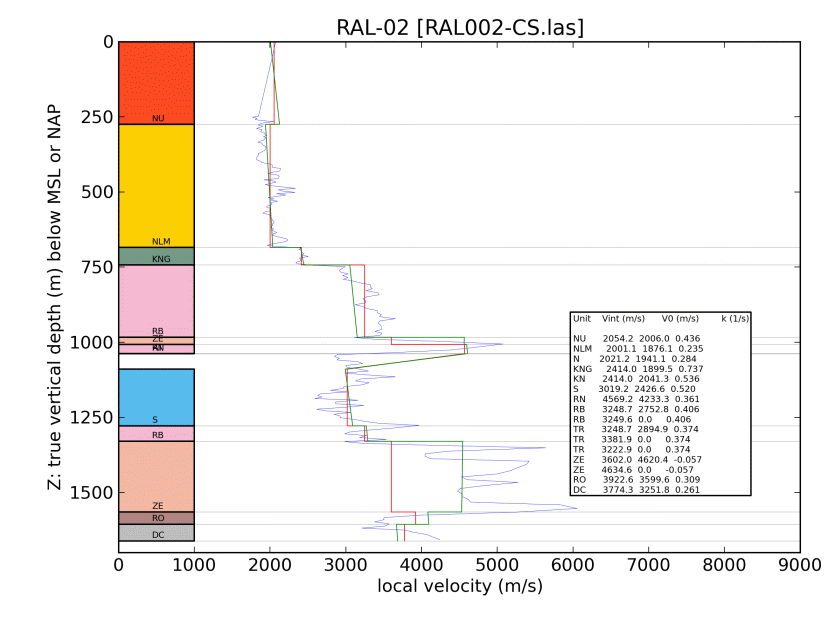 RAL-02 [RAL002-CS.las]
Z: true vertical depth (m) below MSL or NAP
0
250
500
750
1000
1250
1500
NU
NLM
KNG
RB
ZE
S
RB
ZE
RO
DC
Unit Vint (m/s) V0 (m/s) k (1/s)
NU 2054.2 2006.0 0.436
NLM 2001.1 1876.1 0.235
N 2021.2 1941.1 0.284
KNG 2414.0 1899.5 0.737
KN 2414.0 2041.3 0.536
S 3019.2 2426.6 0.520
RN 4569.2 4233.3 0.361
RB 3248.7 2752.8 0.406
RB 3249.6 0.0 0.406
TR 3248.7 2894.9 0.374
TR 3381.9 0.0 0.374
TR 3222.9 0.0 0.374
ZE 3602.0 4620.4 -0.057
ZE 4634.6 0.0 -0.057
RO 3922.6 3599.6 0.309
DC 3774.3 3251.8 0.261
0 1000 2000 3000 4000 5000 6000 7000 8000 9000
local velocity (m/s)